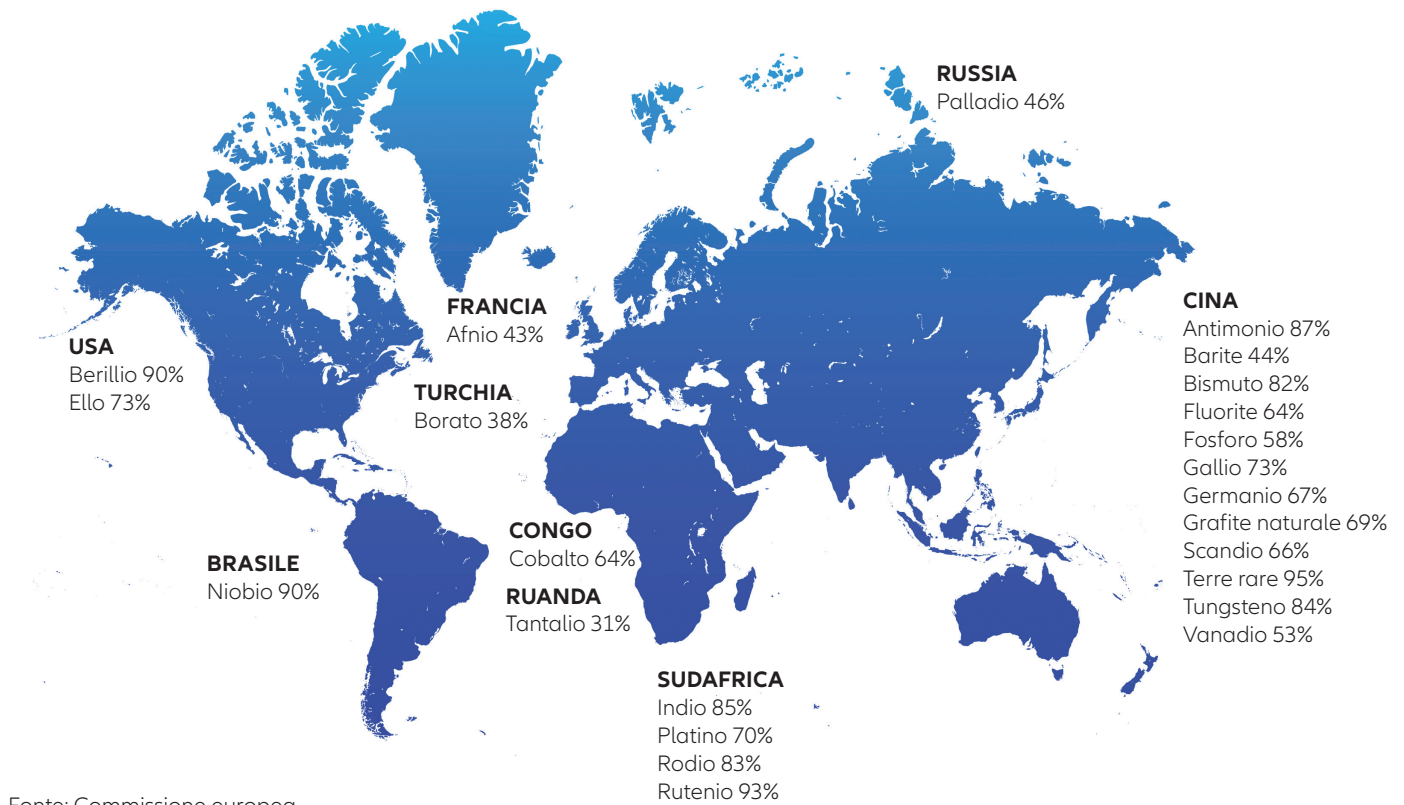 RUSSIA
Palladio 46%
FRANCIA
Afnio 43%
USA
Berillio 90%
Ello 73%
TURCHIA
Borato 38%
CINA
Antimonio 87%
Barite 44%
Bismuto 82%
Fluorite 64%
Fosforo 58%
Gallio 73%
Germanio 67%
Grafite naturale 69%
Scandio 66%
Terre rare 95%
Tungsteno 84%
Vanadio 53%
CONGO
Cobalto 64%
BRASILE
Niobio 90%
RUANDA
Tantalio 31%
SUDAFRICA
Indio 85%
Platino 70%
Rodio 83%
Rutenio 93%
Fonte: Commissione europea